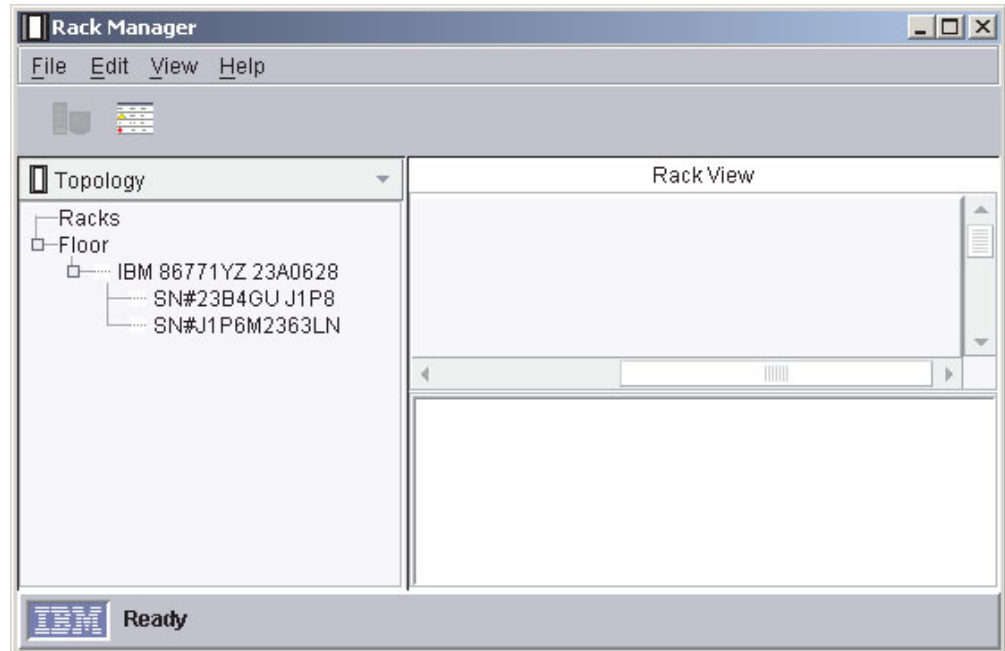 Rack Manager
File Edit View Help
Topology
Rack View
Racks
Floor
IBM 86771YZ 23A0628
SN#23B4GU J1P8
SN#J1P6M2363LN
IBM
Ready